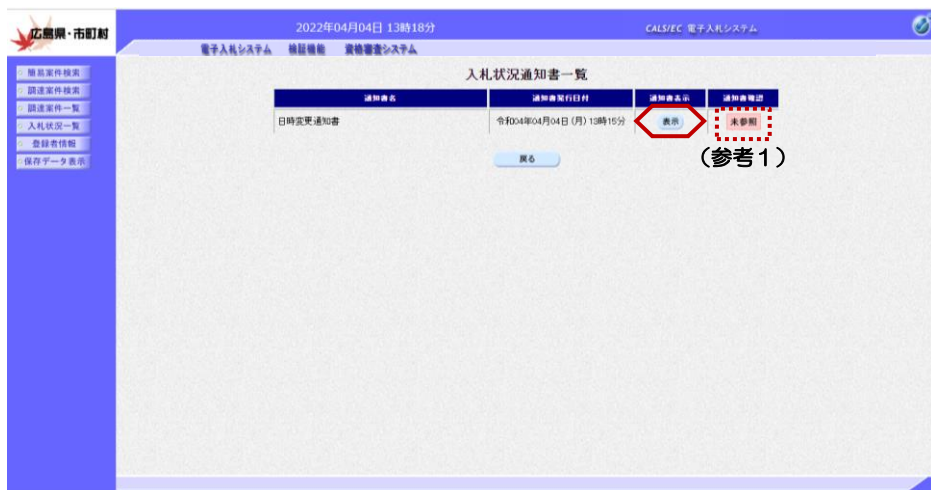 広島県・市町村
2022年04月04日 13時18分
CALS/EC 電子入札システム
電子入札システム 検証機能 資格審査システム
簡易案件検索
調達案件検索
調達案件一覧
入札状況一覧
登録者情報
保存データ表示
入札状況通知書一覧
通知書名 通知書発行日付 通知書表示 通知書確認
日時変更通知書 令和004年04月04日 (月) 13時15分 表示 未参照
戻る
(参考1)